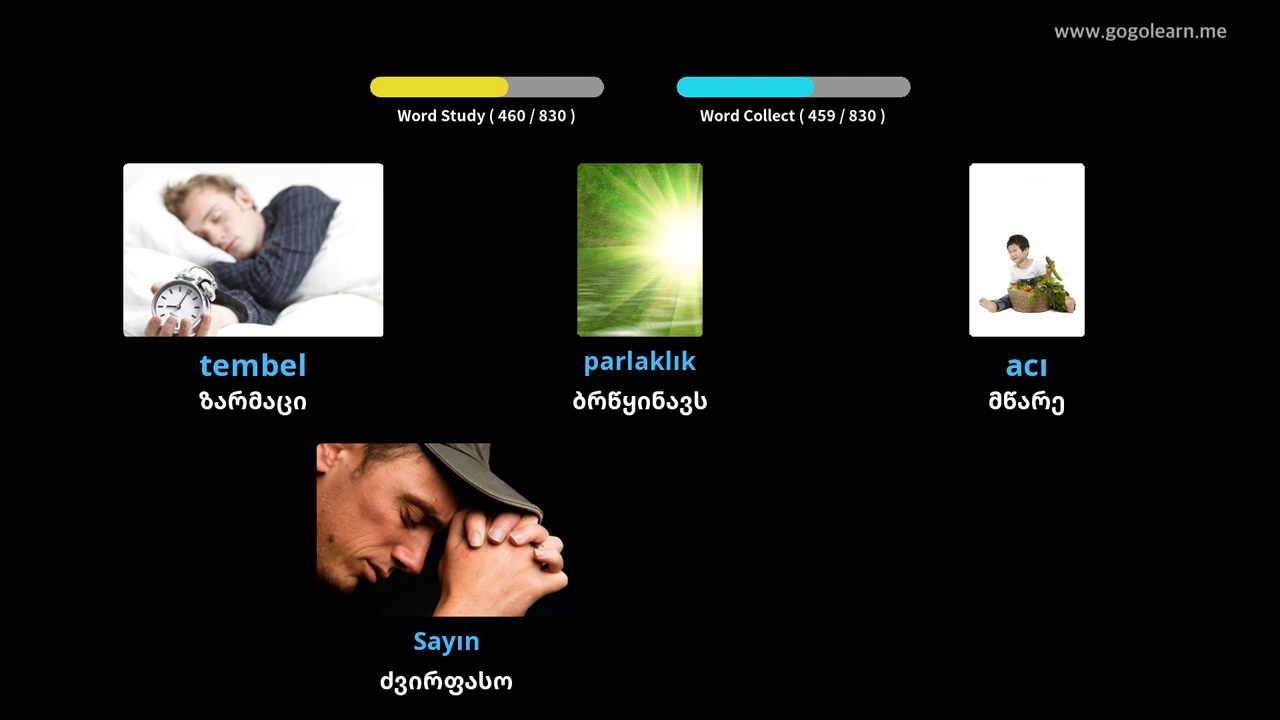 www.gogolearn.me
Word Study ( 460 / 830 )
Word Collect ( 459 / 830 )
tembel
ზარმაცი
parlaklık
ბრწყინავს
acı
მწარე
Sayın
ძვირფასო